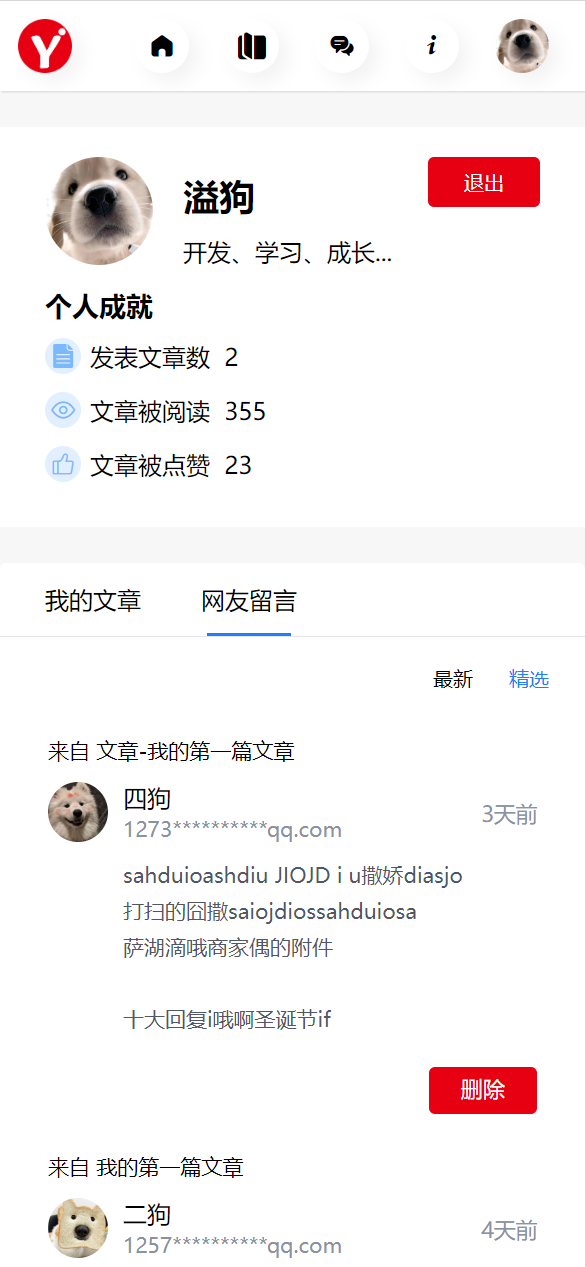 Y
i
溢狗
退出
开发、学习、成长...
个人成就
发表文章数 2
文章被阅读 355
文章被点赞 23
我的文章 网友留言
最新 精选
来自 文章-我的第一篇文章
四狗
3天前
1273**********qq.com
sahduioashdiu JIOJD i u撒娇diasjo
打扫的囧撒saiojdiossahduiosa
萨湖滴哦商家偶的附件
十大回复i哦啊圣诞节if
删除
来自 我的第一篇文章
二狗
4天前
1257**********qq.com